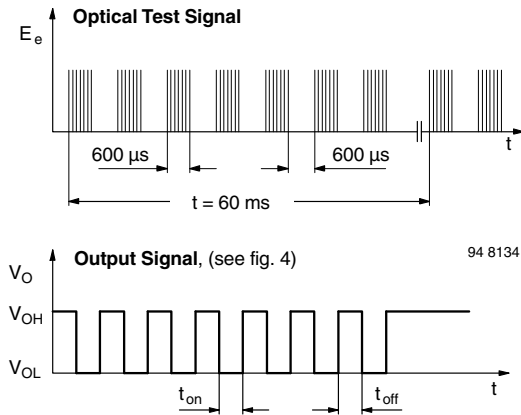 Optical Test Signal
E e
t
600 µs
600 µs
t = 60 ms
94 8134
Output Signal, (see fig. 4)
VO
VOH
VOL
t
ton
toff